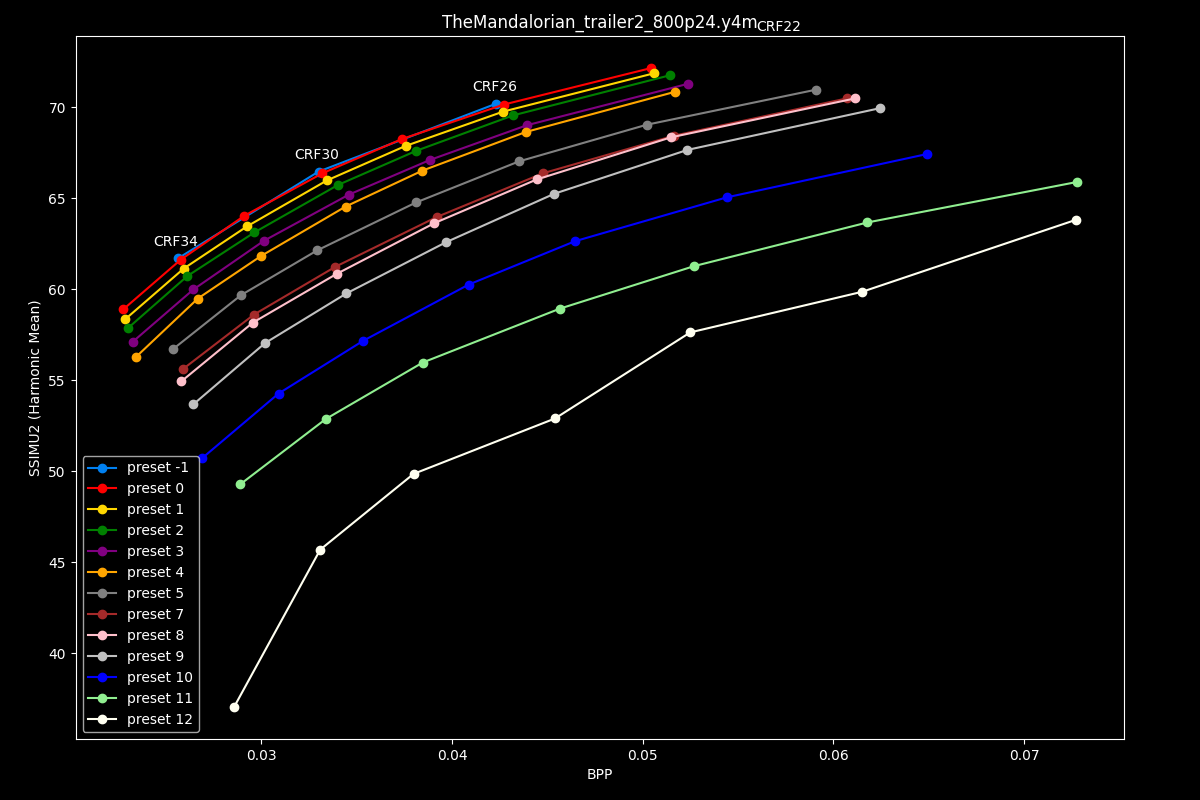 TheMandalorian_trailer2_800p24.y4m
CRF22
CRF26
CRF30
CRF34
70
65
60
55
50
45
40
SSIMU2 (Harmonic Mean)
preset -1
preset 0
preset 1
preset 2
preset 3
preset 4
preset 5
preset 7
preset 8
preset 9
preset 10
preset 11
preset 12
0.03 0.04 0.05 0.06 0.07
BPP